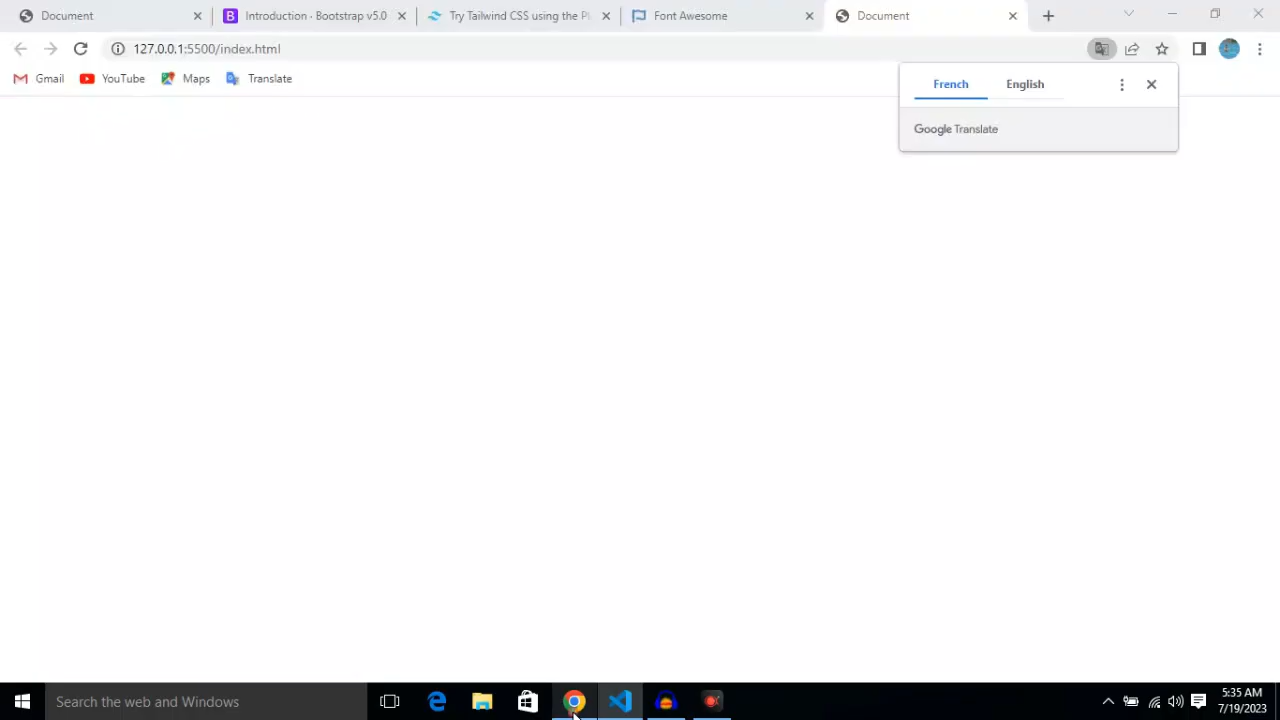 Document
Introduction · Bootstrap v5.0
Try Tailwind CSS using the Pl
Font Awesome
Document
127.0.0.1:5500/index.html
Gmail
YouTube
Maps
Translate
French
English
Google Translate
Search the web and Windows
5:35 AM
7/19/2023